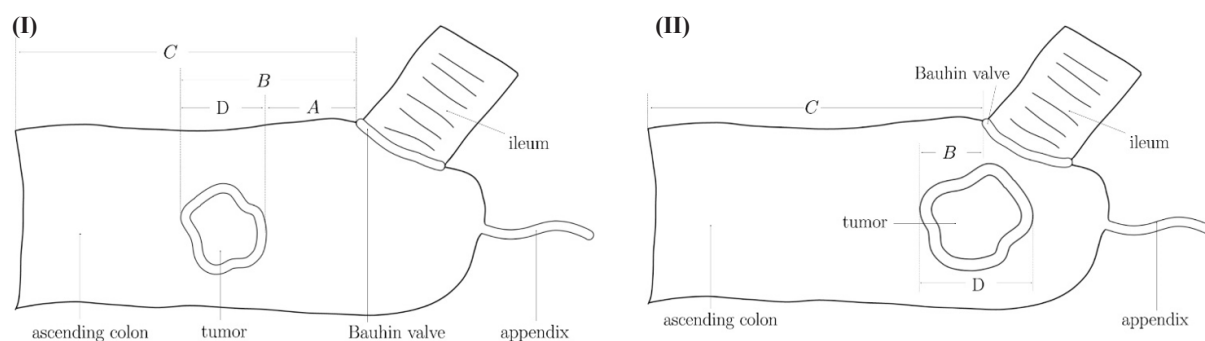 (I)
C
B
D
A
ileum
ascending colon
tumor
Bauhin valve
appendix
(II)
Bauhin valve
C
ileum
B
tumor
D
ascending colon
appendix